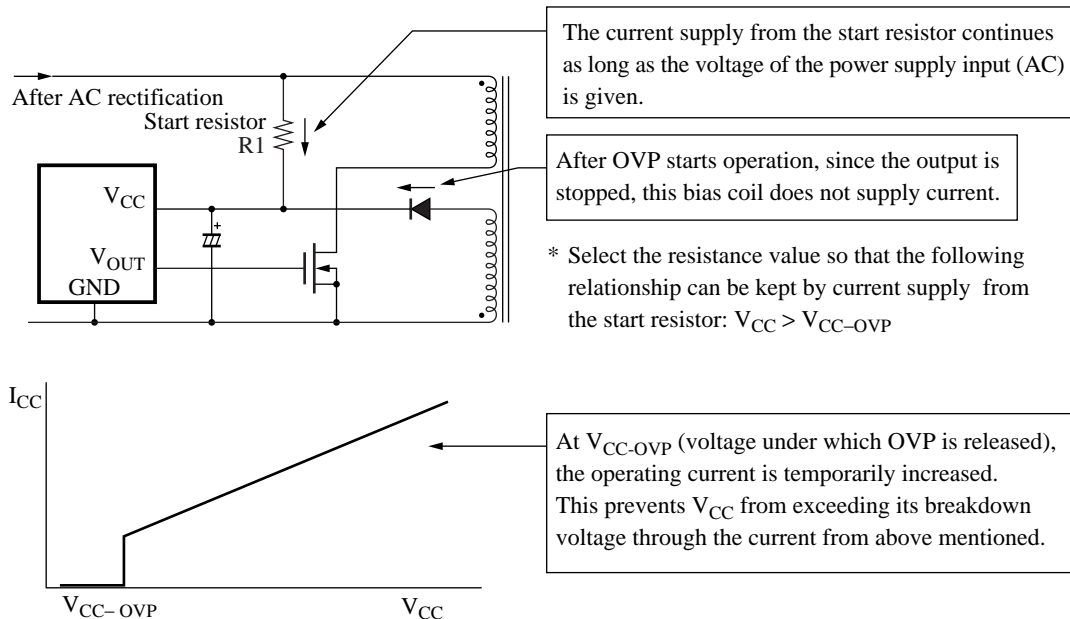 The current supply from the start resistor continues
as long as the voltage of the power supply input (AC)
is given.
After AC rectification
Start resistor
R1
After OVP starts operation, since the output is
stopped, this bias coil does not supply current.
VCC
+
VOUT
GND
* Select the resistance value so that the following
relationship can be kept by current supply from
the start resistor: VCC > VCC–OVP
ICC
At VCC-OVP (voltage under which OVP is released),
the operating current is temporarily increased.
This prevents VCC from exceeding its breakdown
voltage through the current from above mentioned.
VCC– OVP
VCC